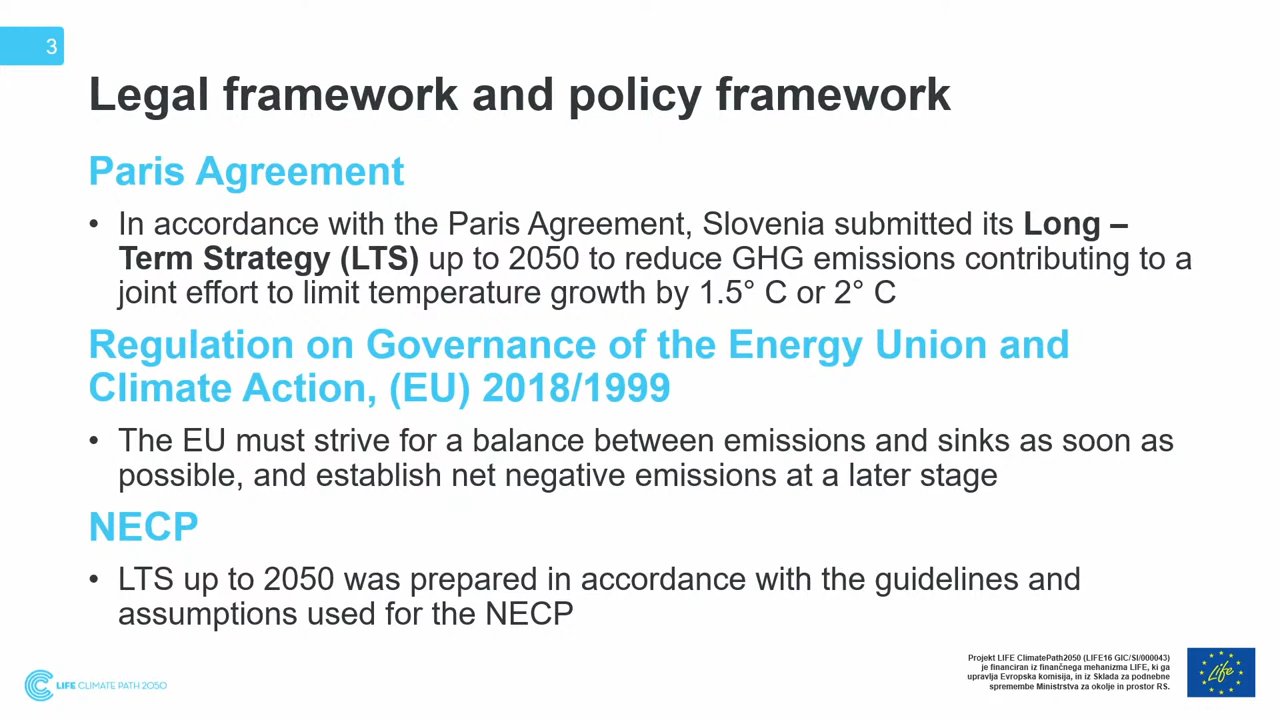 3
Legal framework and policy framework
Paris Agreement
• In accordance with the Paris Agreement, Slovenia submitted its Long –
Term Strategy (LTS) up to 2050 to reduce GHG emissions contributing to a
joint effort to limit temperature growth by 1.5° C or 2° C
Regulation on Governance of the Energy Union and
Climate Action, (EU) 2018/1999
• The EU must strive for a balance between emissions and sinks as soon as
possible, and establish net negative emissions at a later stage
NECP
• LTS up to 2050 was prepared in accordance with the guidelines and
assumptions used for the NECP
LIFE CLIMATE PATH 2050
Projekt LIFE ClimatePath2050 (LIFE16 GIC/SI/000043)
je financiran iz finančnega mehanizma LIFE, ki ga
upravlja Evropska komisija, in iz Sklada za podnebne
spremembe Ministrstva za okolje in prostor RS.
Life